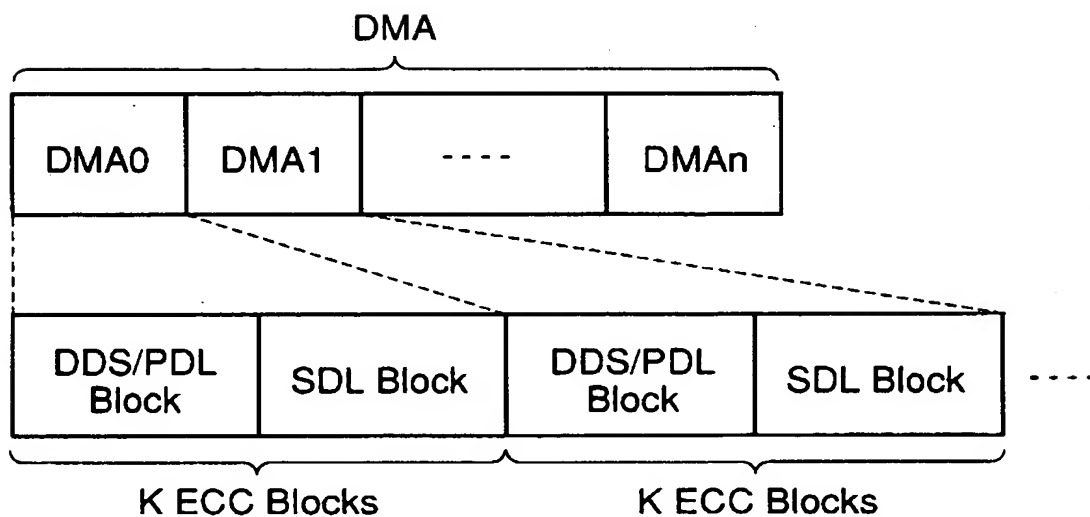 DMA
DMA0 DMA1 ---- DMAn
DDS/PDL Block SDL Block DDS/PDL Block SDL Block ----
K ECC Blocks K ECC Blocks